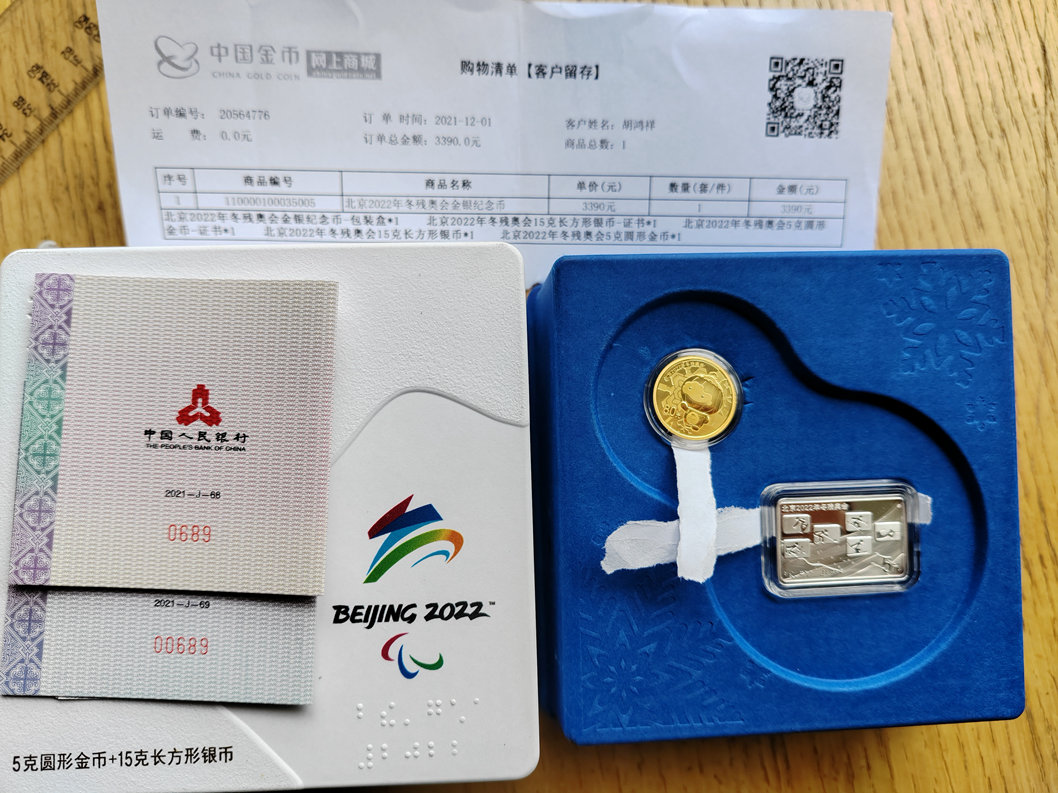 中国金币
CHINA GOLD COIN
网上商城
购物清单【客户留存】
订单编号: 20564776
订 单 时间: 2021-12-01
客户姓名: 胡鸿祥
运 费: 0.0元
订单总金额: 3390.0元
商品总数: 1
序号 商品编号 商品名称 单价(元) 数量(套/件) 金额(元)
1 110000100035005 北京2022年冬残奥会金银纪念币 3390元 1 3390元
北京2022年冬残奥会金银纪念币-包装盒*1 北京2022年冬残奥会15克长方形银币-证书*1 北京2022年冬残奥会5克圆形
金币-证书*1 北京2022年冬残奥会15克长方形银币*1 北京2022年冬残奥会5克圆形金币*1
中国人民银行
THE PEOPLE'S BANK OF CHINA
2021-J-68
0689
2021-J-69
00689
BEIJING 2022™
5克圆形金币+15克长方形银币
80
北京2022年冬残奥会